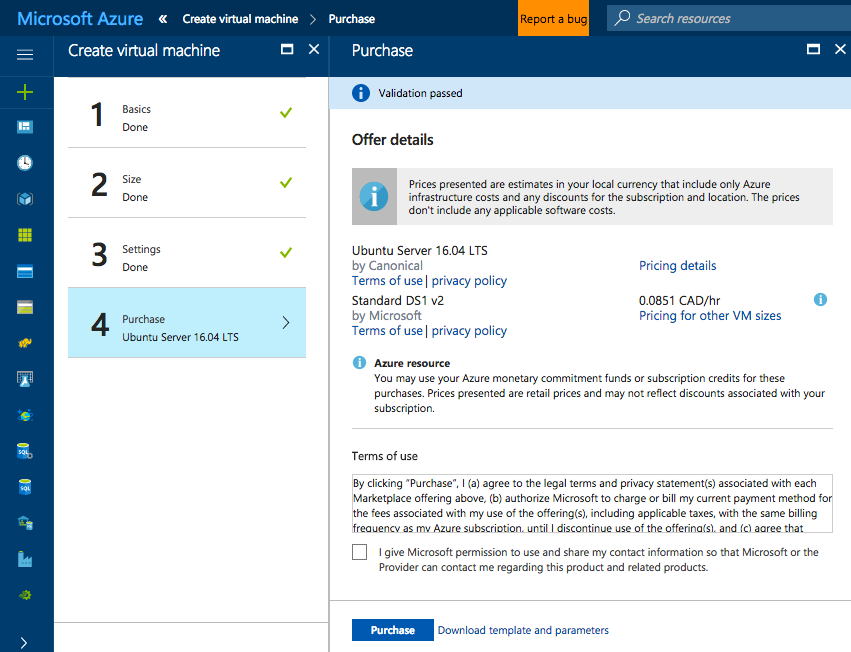 Microsoft Azure « Create virtual machine > Purchase Report a bug Search resources
Create virtual machine
1
Basics
Done
2
Size
Done
3
Settings
Done
4
Purchase
Ubuntu Server 16.04 LTS
Purchase
Validation passed
Offer details
Prices presented are estimates in your local currency that include only Azure
infrastructure costs and any discounts for the subscription and location. The prices
don't include any applicable software costs.
Ubuntu Server 16.04 LTS
by Canonical
Pricing details
Terms of use | privacy policy
Standard DS1 v2
0.0851 CAD/hr
by Microsoft
Pricing for other VM sizes
Terms of use | privacy policy
Azure resource
You may use your Azure monetary commitment funds or subscription credits for these
purchases. Prices presented are retail prices and may not reflect discounts associated with your
subscription.
Terms of use
By clicking "Purchase", I (a) agree to the legal terms and privacy statement(s) associated with each
Marketplace offering above, (b) authorize Microsoft to charge or bill my current payment method for
the fees associated with my use of the offering(s), including applicable taxes, with the same billing
frequency as my Azure subscription, until I discontinue use of the offering(s), and (c) agree that
I give Microsoft permission to use and share my contact information so that Microsoft or the
Provider can contact me regarding this product and related products.
Purchase
Download template and parameters
SQL
SQL